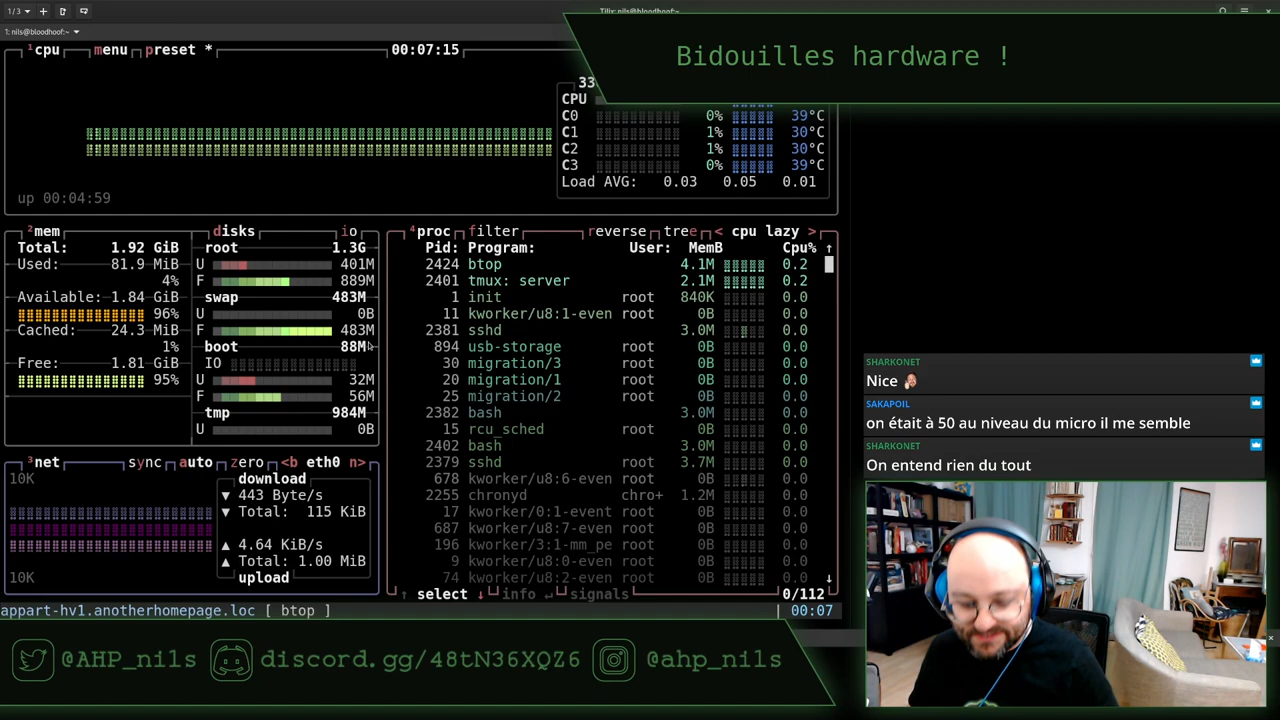 1/3
Tilix: nils@bloodhoof:~
1: nils@bloodhoof:~
Bidouilles hardware !
¹cpu menu preset * 00:07:15
33
CPU
C0 0% 39°C
C1 1% 30°C
C2 1% 30°C
C3 0% 39°C
Load AVG: 0.03 0.05 0.01
up 00:04:59
²mem
Total: 1.92 GiB
Used: 81.9 MiB
4%
Available: 1.84 GiB
96%
Cached: 24.3 MiB
1%
Free: 1.81 GiB
95%
disks io
root 1.3G
U 401M
F 889M
swap 483M
U 0B
F 483M
boot 88M
IO
U 32M
F 56M
tmp 984M
U 0B
³net sync auto zero <b eth0 n>
10K
download
▼ 443 Byte/s
▼ Total: 115 KiB
▲ 4.64 KiB/s
▲ Total: 1.00 MiB
upload
10K
⁴proc filter reverse tree < cpu lazy >
Pid: Program: User: MemB Cpu% ↑
2424 btop 4.1M 0.2
2401 tmux: server 2.1M 0.2
1 init root 840K 0.0
11 kworker/u8:1-even root 0B 0.0
2381 sshd root 3.0M 0.0
894 usb-storage root 0B 0.0
30 migration/3 root 0B 0.0
20 migration/1 root 0B 0.0
25 migration/2 root 0B 0.0
2382 bash root 3.0M 0.0
15 rcu_sched root 0B 0.0
2402 bash root 3.0M 0.0
2379 sshd root 3.7M 0.0
678 kworker/u8:6-even root 0B 0.0
2255 chronyd chro+ 1.2M 0.0
17 kworker/0:1-event root 0B 0.0
687 kworker/u8:7-even root 0B 0.0
196 kworker/3:1-mm_pe root 0B 0.0
9 kworker/u8:0-even root 0B 0.0
74 kworker/u8:2-even root 0B 0.0 ↓
↑ select ↓ info ↵ signals 0/112
appart-hv1.anotherhomepage.loc [ btop ] | 00:07
SHARKONET
Nice
SAKAPOIL
on était à 50 au niveau du micro il me semble
SHARKONET
On entend rien du tout
@AHP_nils discord.gg/48tN36XQZ6 @ahp_nils